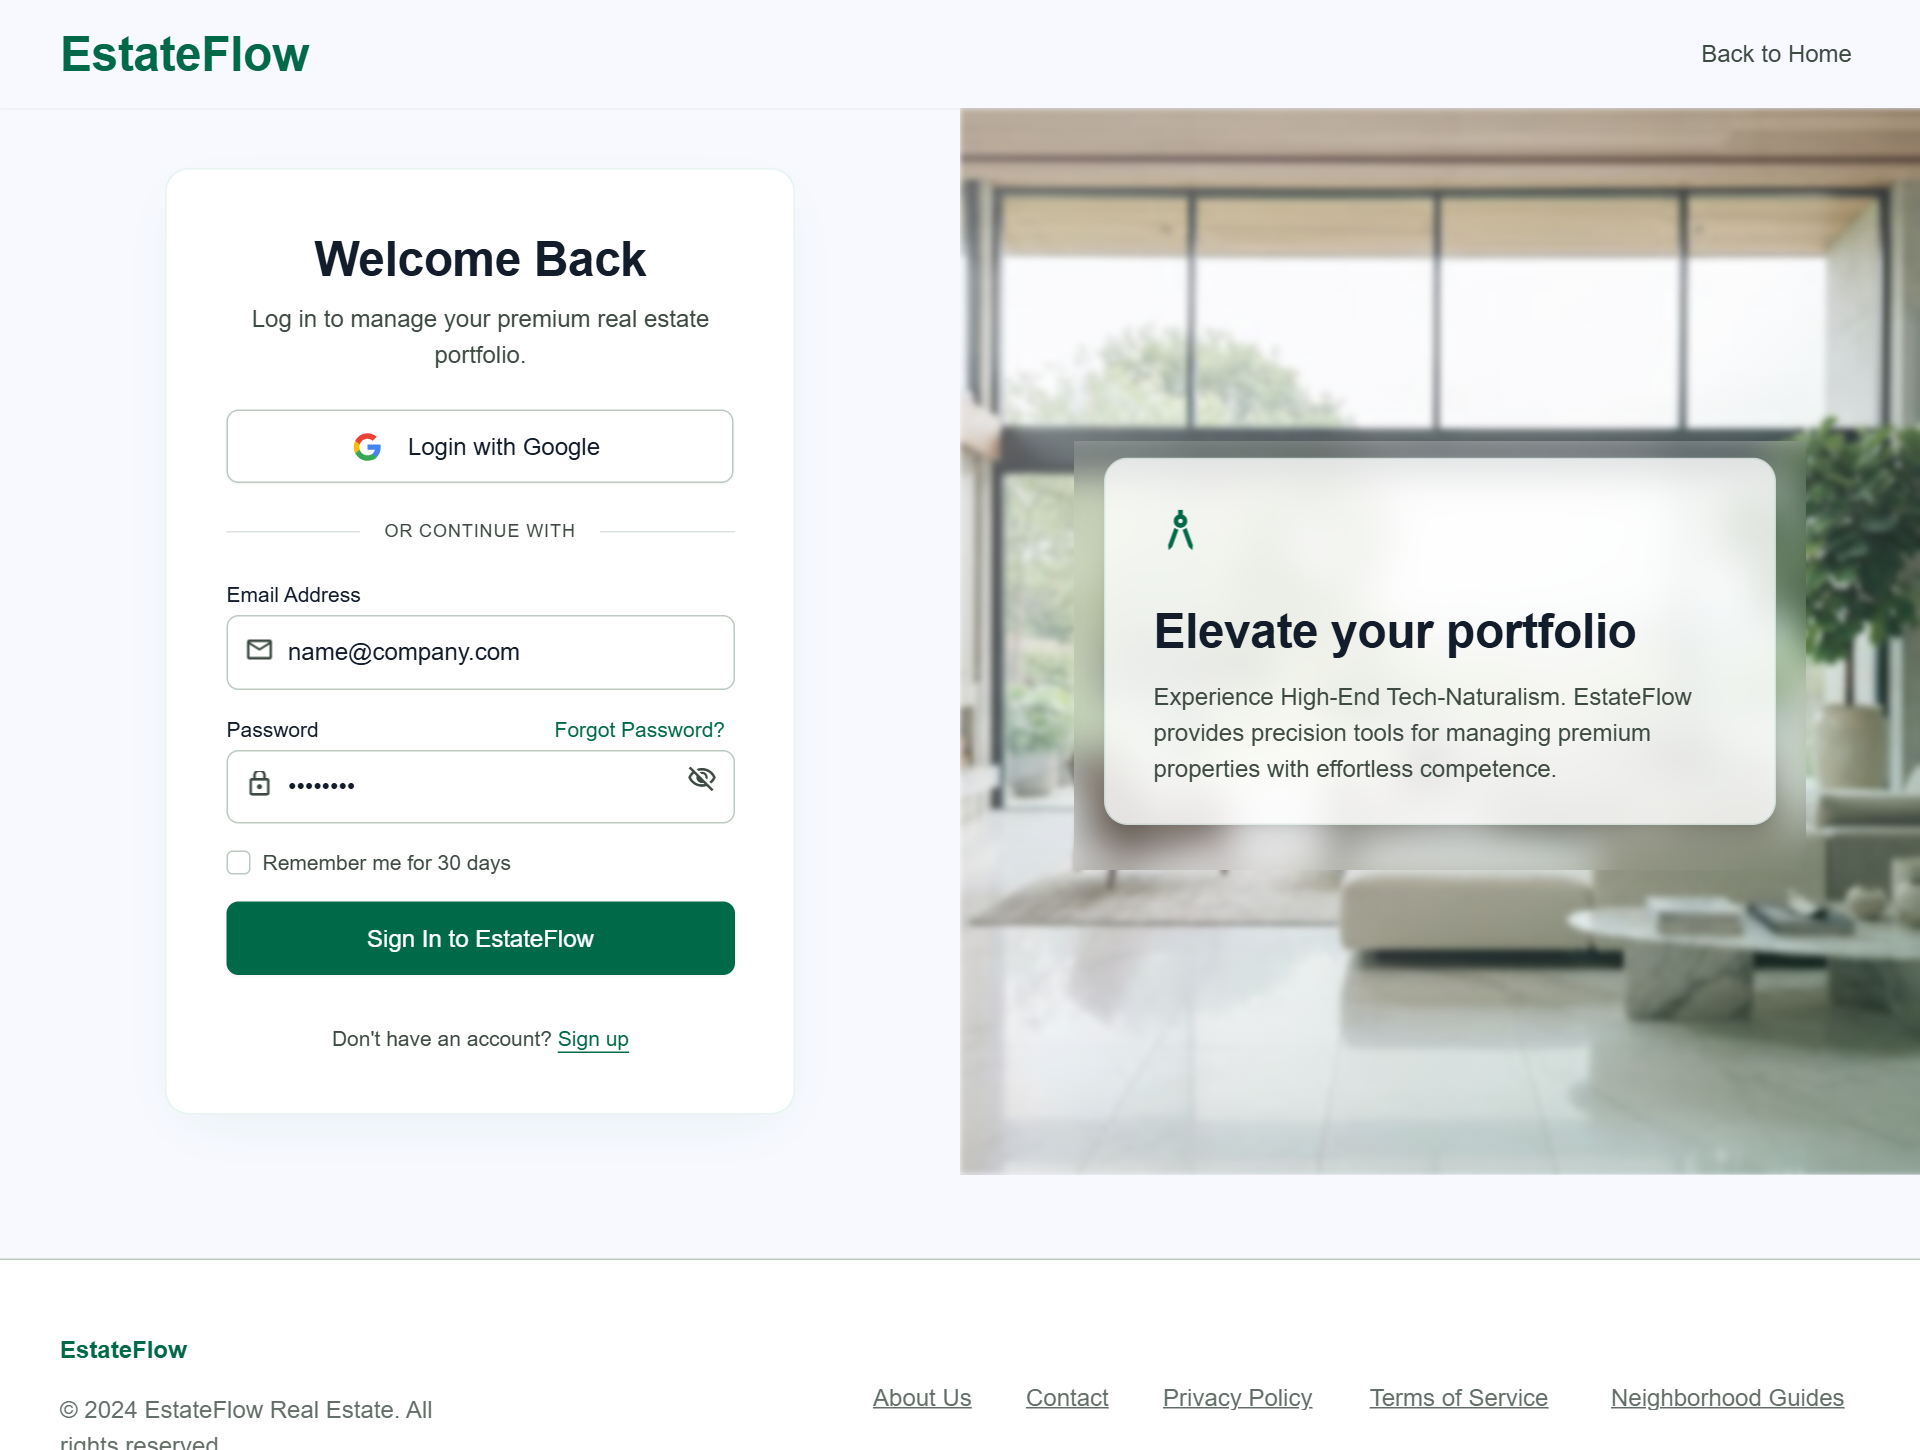 EstateFlow
Back to Home
Welcome Back
Log in to manage your premium real estate
portfolio.
Login with Google
OR CONTINUE WITH
Email Address
name@company.com
Password
Forgot Password?
••••••••
Remember me for 30 days
Sign In to EstateFlow
Don't have an account? Sign up
Elevate your portfolio
Experience High-End Tech-Naturalism. EstateFlow
provides precision tools for managing premium
properties with effortless competence.
EstateFlow
© 2024 EstateFlow Real Estate. All
rights reserved.
About Us
Contact
Privacy Policy
Terms of Service
Neighborhood Guides